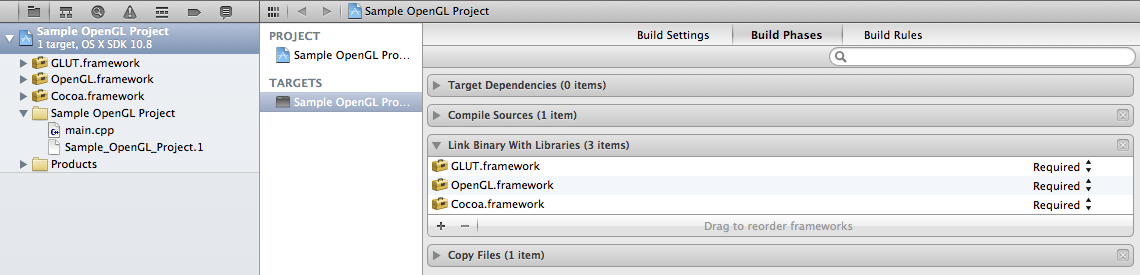 Sample OpenGL Project
Sample OpenGL Project
1 target, OS X SDK 10.8
GLUT.framework
OpenGL.framework
Cocoa.framework
Sample OpenGL Project
main.cpp
Sample_OpenGL_Project.1
Products
PROJECT
Sample OpenGL Pro...
TARGETS
Sample OpenGL Pro...
Build Settings Build Phases Build Rules
Target Dependencies (0 items)
Compile Sources (1 item)
Link Binary With Libraries (3 items)
GLUT.framework Required
OpenGL.framework Required
Cocoa.framework Required
+ − Drag to reorder frameworks
Copy Files (1 item)